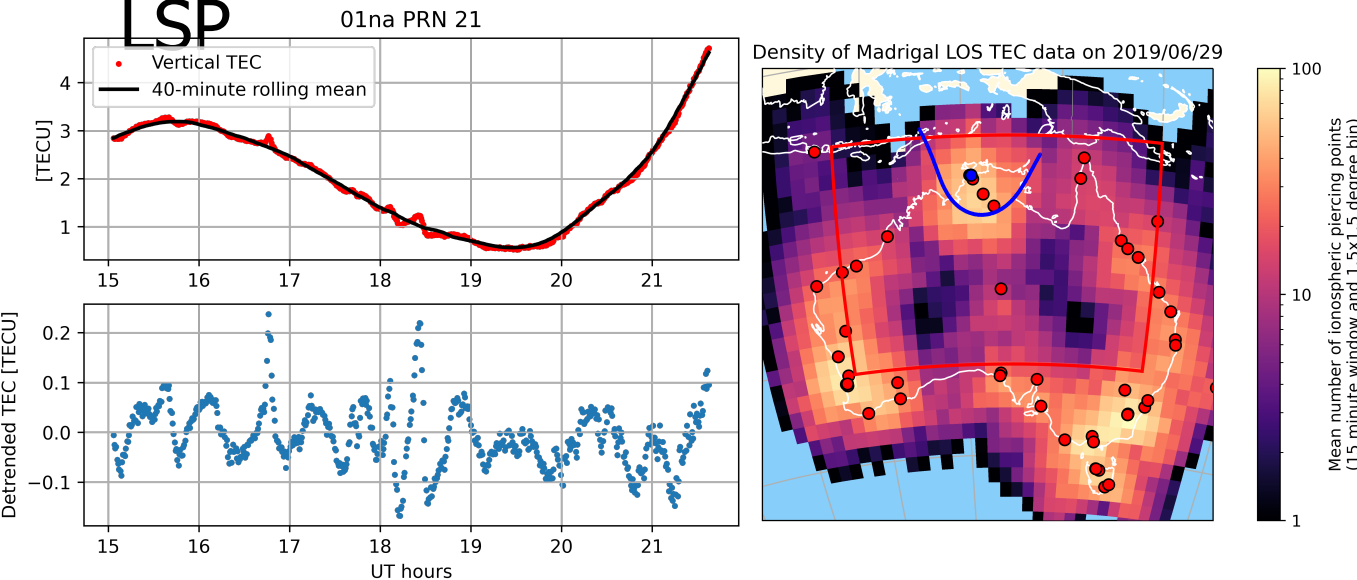 LSP
01na PRN 21
Vertical TEC
40-minute rolling mean
[TECU]
4
3
2
1
15 16 17 18 19 20 21
Detrended TEC [TECU]
0.2
0.1
0.0
−0.1
15 16 17 18 19 20 21
UT hours
Density of Madrigal LOS TEC data on 2019/06/29
100
10
1
Mean number of ionospheric piercing points
(15 minute window and 1.5x1.5 degree bin)